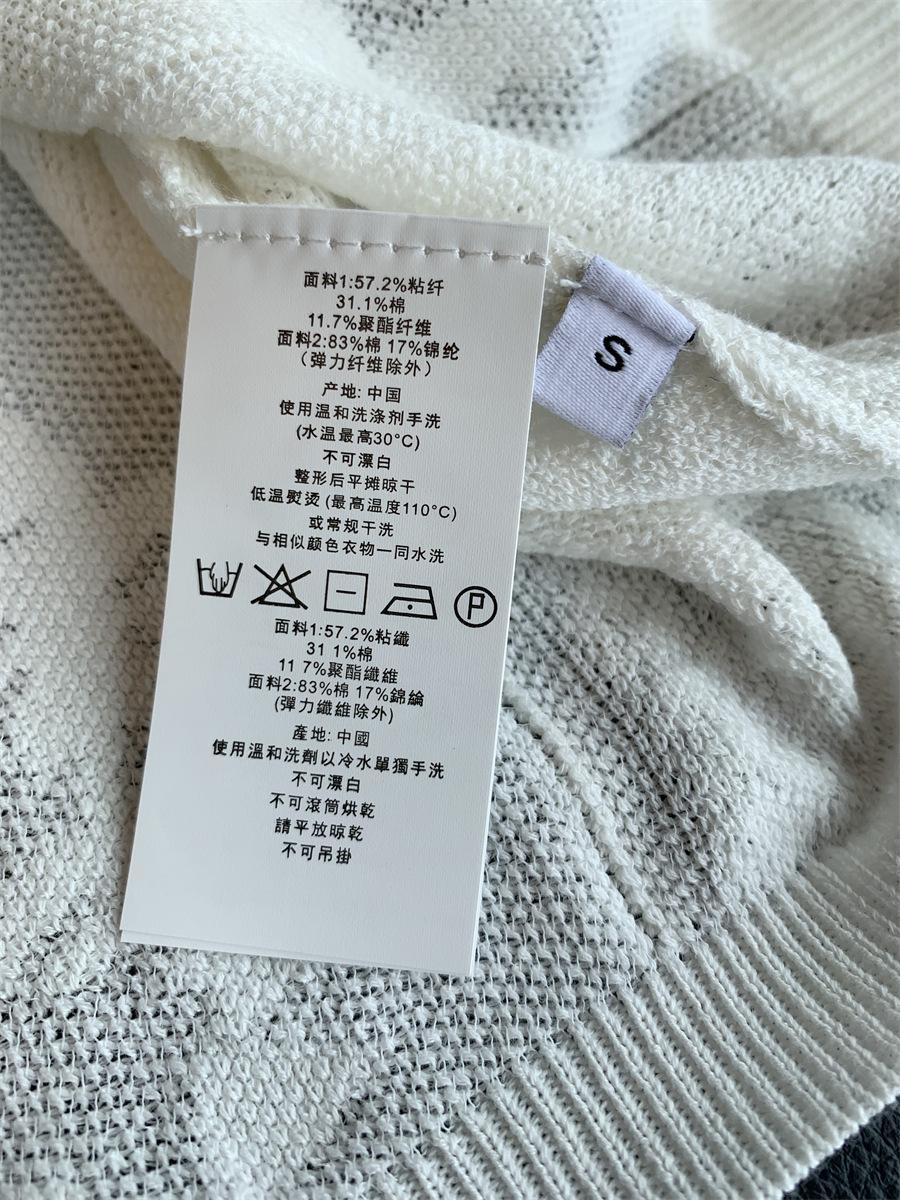 面料1:57.2%粘纤
31.1%棉
11.7%聚酯纤维
面料2:83%棉 17%锦纶
（弹力纤维除外）
产地: 中国
使用温和洗涤剂手洗
(水温最高30°C)
不可漂白
整形后平摊晾干
低温熨烫 (最高温度110°C)
或常规干洗
与相似颜色衣物一同水洗
P
面料1:57.2%粘纖
31 1%棉
11 7%聚酯纖維
面料2:83%棉 17%錦綸
(彈力纖維除外)
產地: 中國
使用溫和洗劑以冷水單獨手洗
不可漂白
不可滾筒烘乾
請平放晾乾
不可吊掛
S